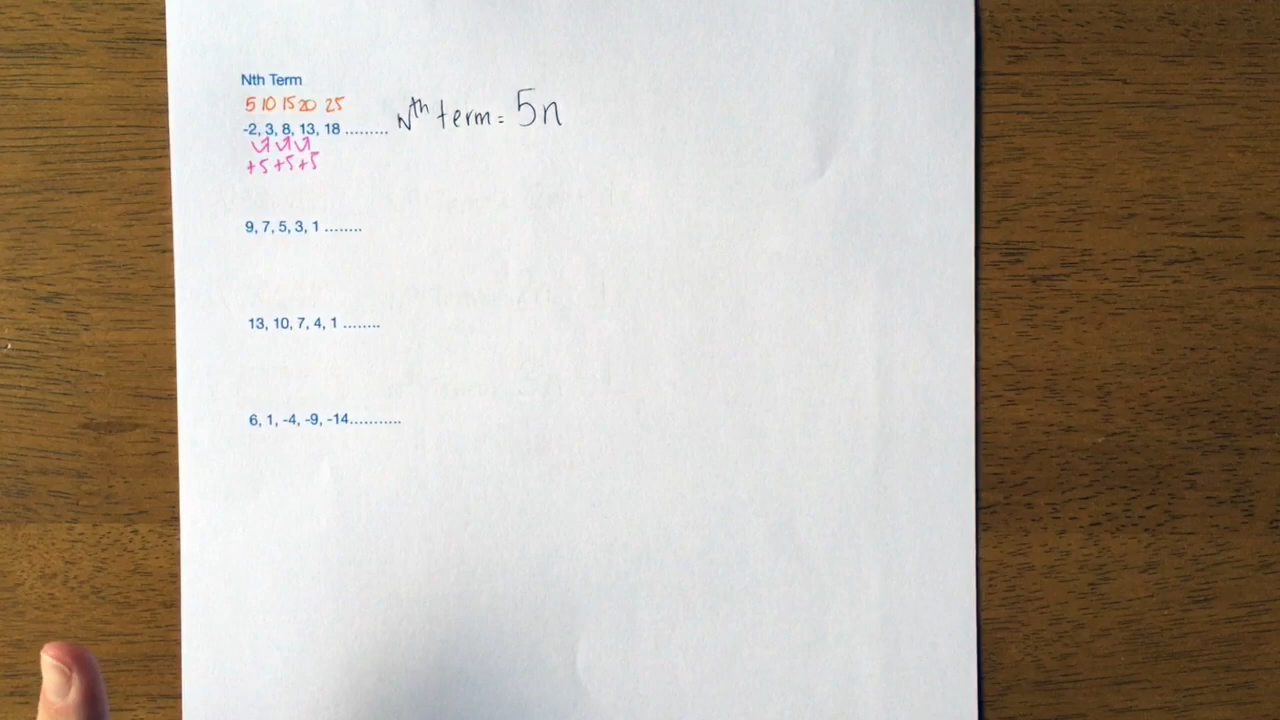 Nth Term
5 10 15 20 25
-2, 3, 8, 13, 18 ......... Nth term = 5n
+5 +5 +5
9, 7, 5, 3, 1 ........
13, 10, 7, 4, 1 ........
6, 1, -4, -9, -14...........